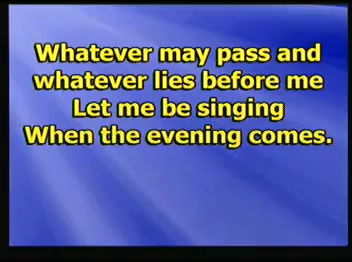 Whatever may pass and
whatever lies before me
Let me be singing
When the evening comes.